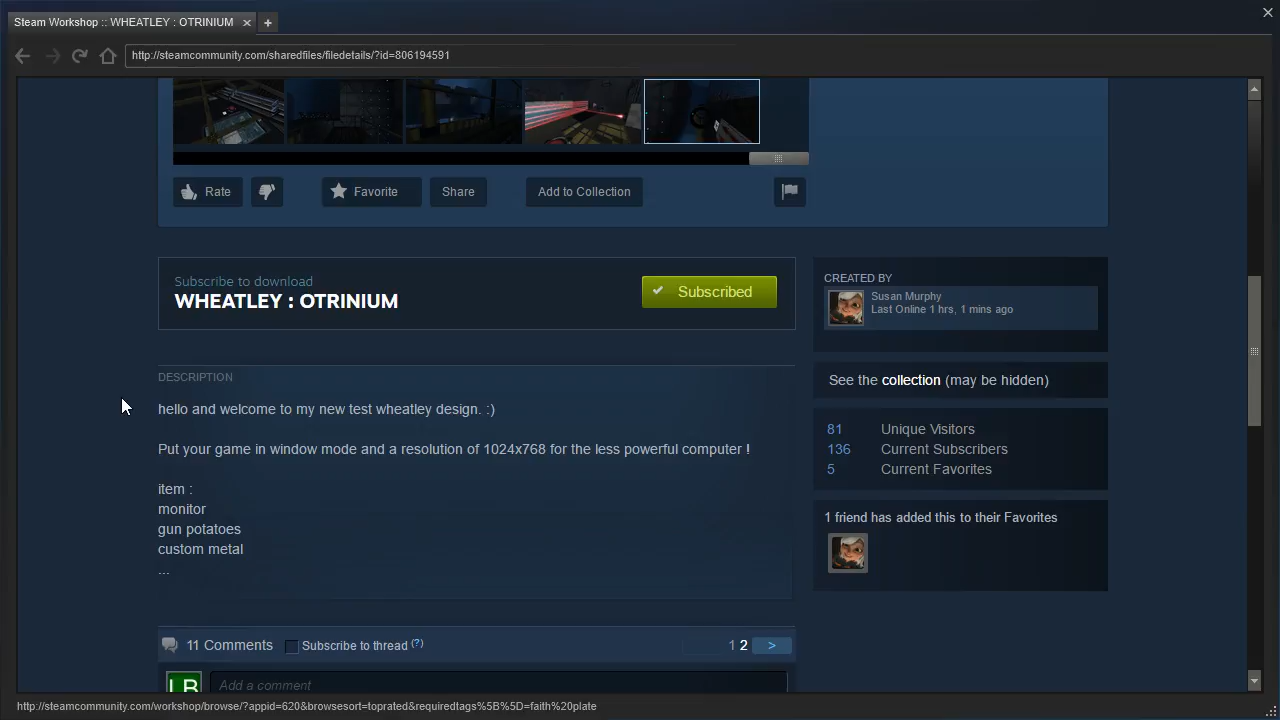 Steam Workshop :: WHEATLEY : OTRINIUM
http://steamcommunity.com/sharedfiles/filedetails/?id=806194591
Rate
Favorite
Share
Add to Collection
Subscribe to download
WHEATLEY : OTRINIUM
Subscribed
CREATED BY
Susan Murphy
Last Online 1 hrs, 1 mins ago
DESCRIPTION
hello and welcome to my new test wheatley design. :)
Put your game in window mode and a resolution of 1024x768 for the less powerful computer !
item :
monitor
gun potatoes
custom metal
...
See the collection (may be hidden)
81 Unique Visitors
136 Current Subscribers
5 Current Favorites
1 friend has added this to their Favorites
11 Comments
Subscribe to thread (?)
1 2 >
LB
Add a comment
http://steamcommunity.com/workshop/browse/?appid=620&browsesort=toprated&requiredtags%5B%5D=faith%20plate